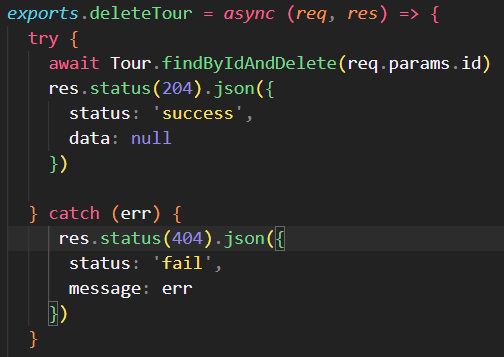 exports.deleteTour = async (req, res) => {
try {
await Tour.findByIdAndDelete(req.params.id)
res.status(204).json({
status: 'success',
data: null
})
} catch (err) {
res.status(404).json({
status: 'fail',
message: err
})
}